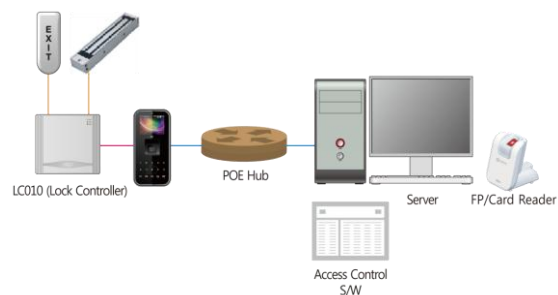 EXIT
LC010 (Lock Controller)
POE Hub
Server
FP/Card Reader
Access Control
S/W